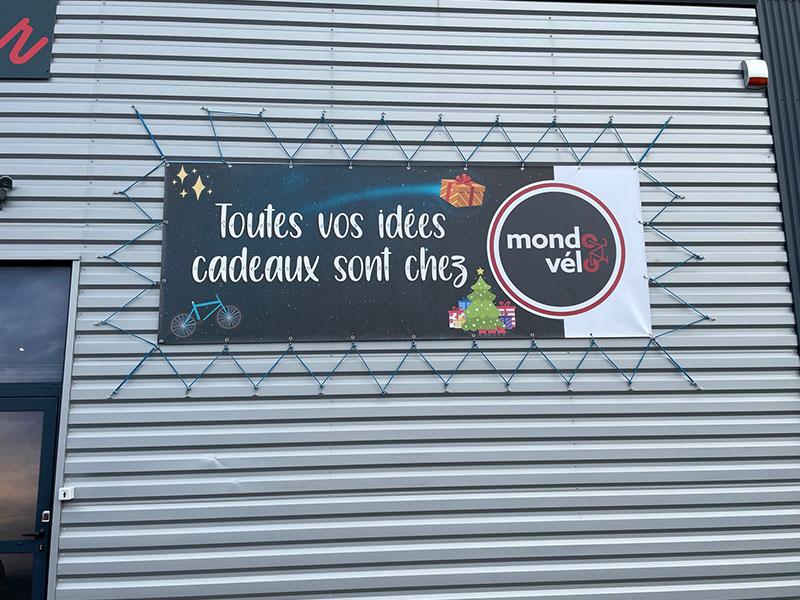 Toutes vos idées
cadeaux sont chez
mondo
vélo